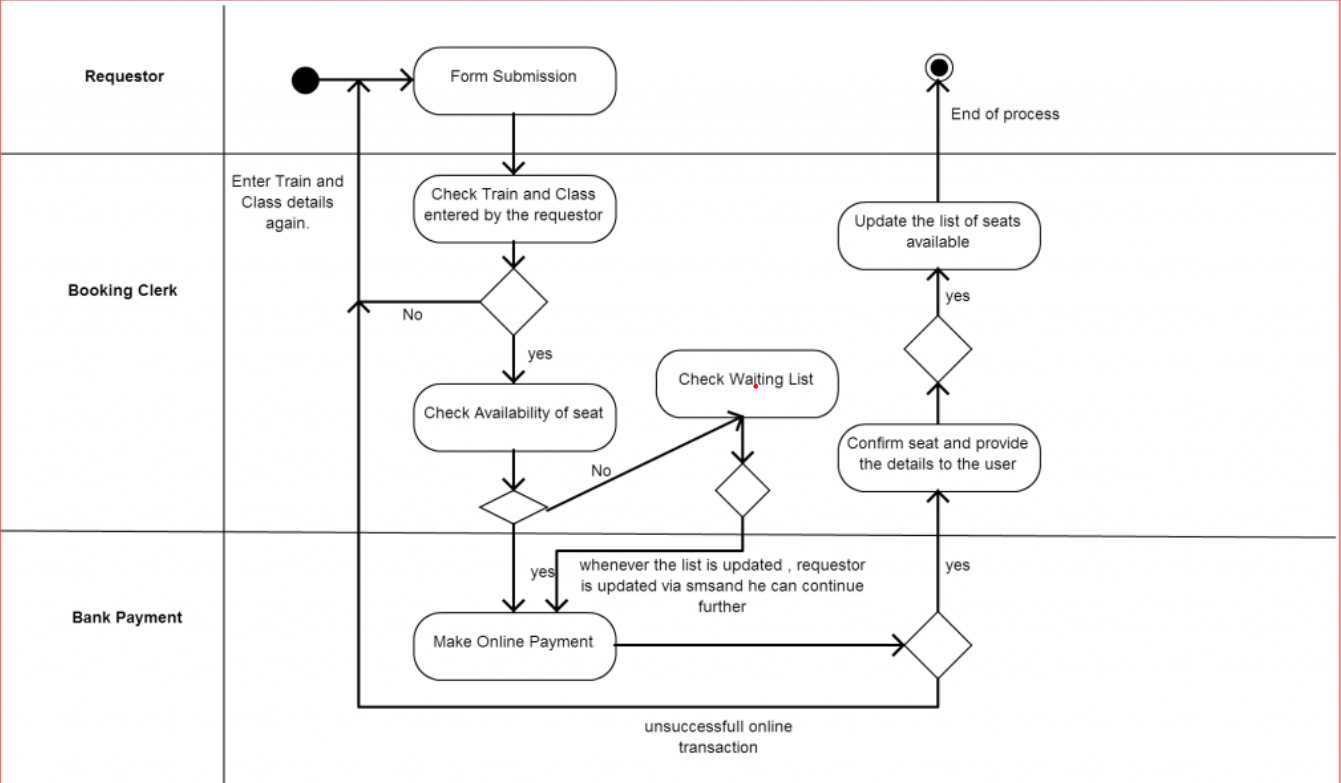 Requestor
Form Submission
End of process
Enter Train and
Class details
again.
Check Train and Class
entered by the requestor
Update the list of seats
available
Booking Clerk
No
yes
yes
Check Waiting List
Check Availability of seat
Confirm seat and provide
the details to the user
No
yes
whenever the list is updated , requestor
is updated via smsand he can continue
further
yes
Bank Payment
Make Online Payment
unsuccessfull online
transaction